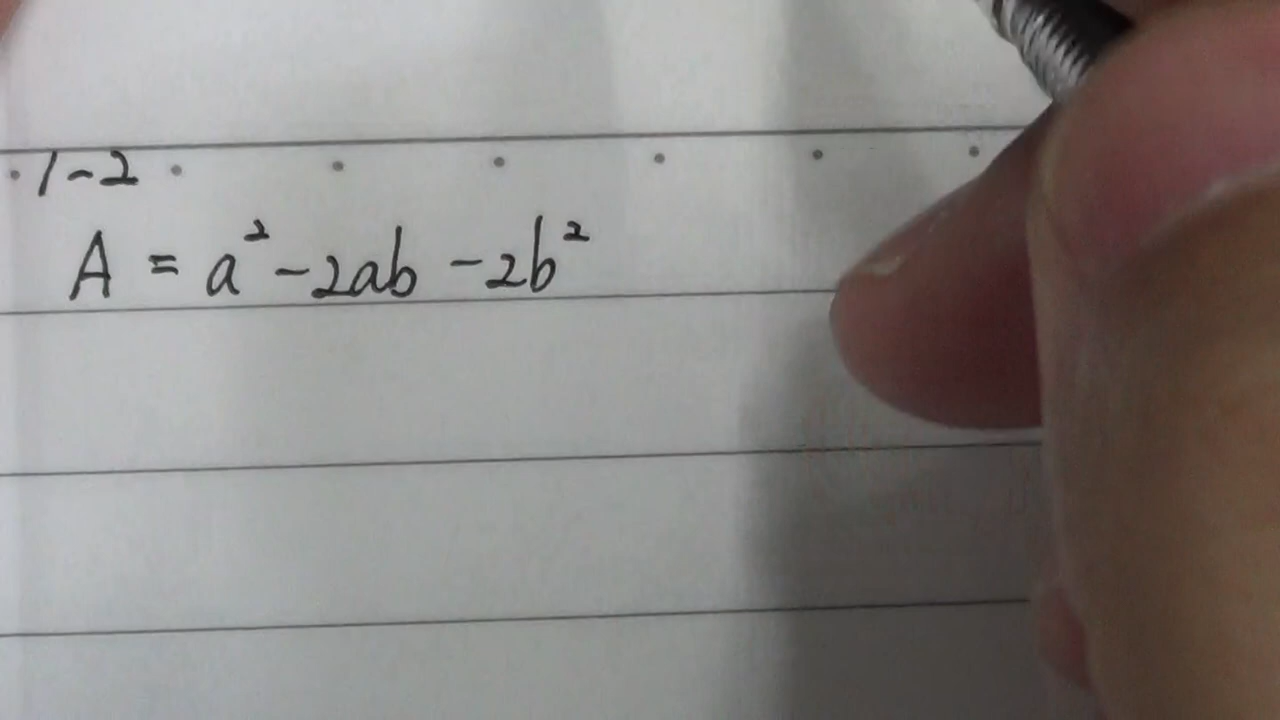 1-2
A = a² - 2ab - 2b²